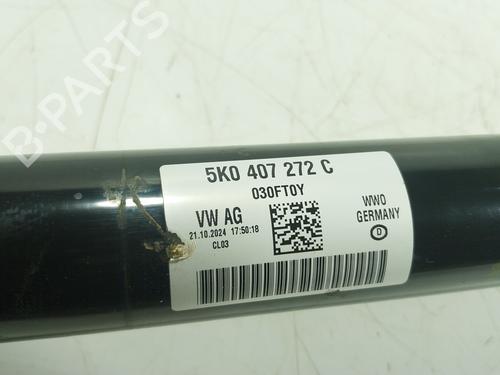 B-PARTS
5K0 407 272 C
030FT0Y
VW AG
21.10.2024 17:50:18
CL03
WWO
GERMANY
D